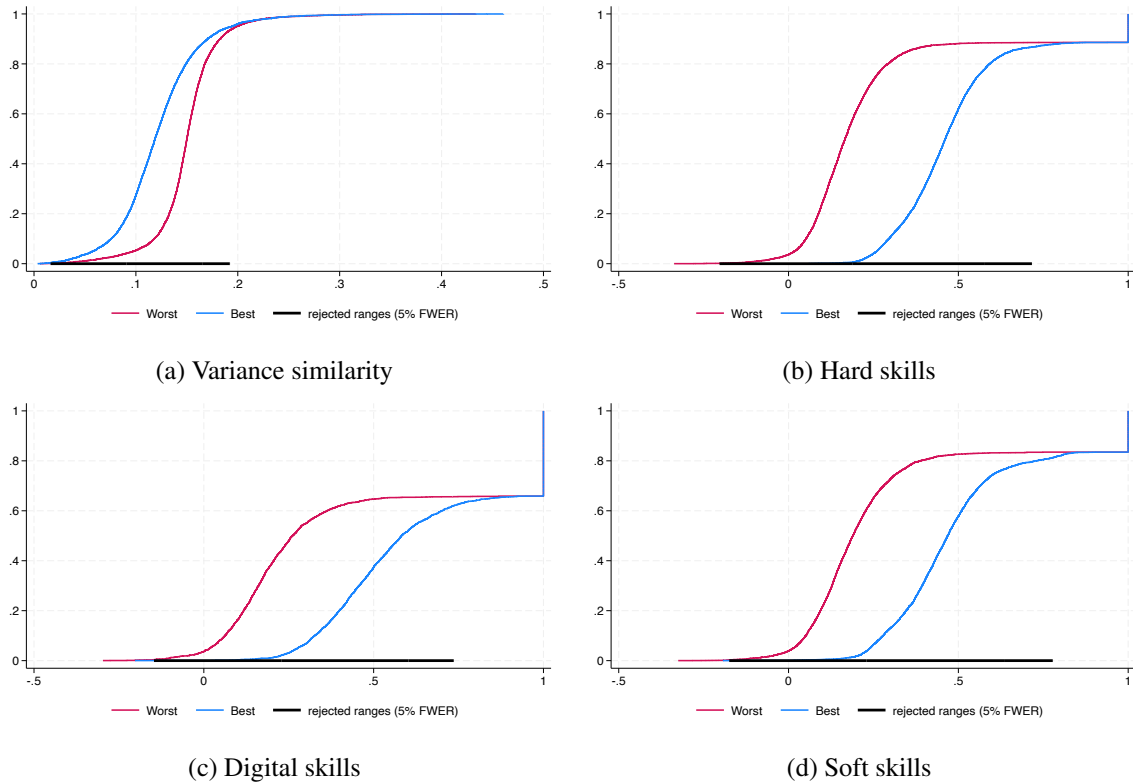 1
.8
.6
.4
.2
0
0 .1 .2 .3 .4 .5
Worst Best rejected ranges (5% FWER)
(a) Variance similarity
1
.8
.6
.4
.2
0
-.5 0 .5 1
Worst Best rejected ranges (5% FWER)
(b) Hard skills
1
.8
.6
.4
.2
0
-.5 0 .5 1
Worst Best rejected ranges (5% FWER)
(c) Digital skills
1
.8
.6
.4
.2
0
-.5 0 .5 1
Worst Best rejected ranges (5% FWER)
(d) Soft skills